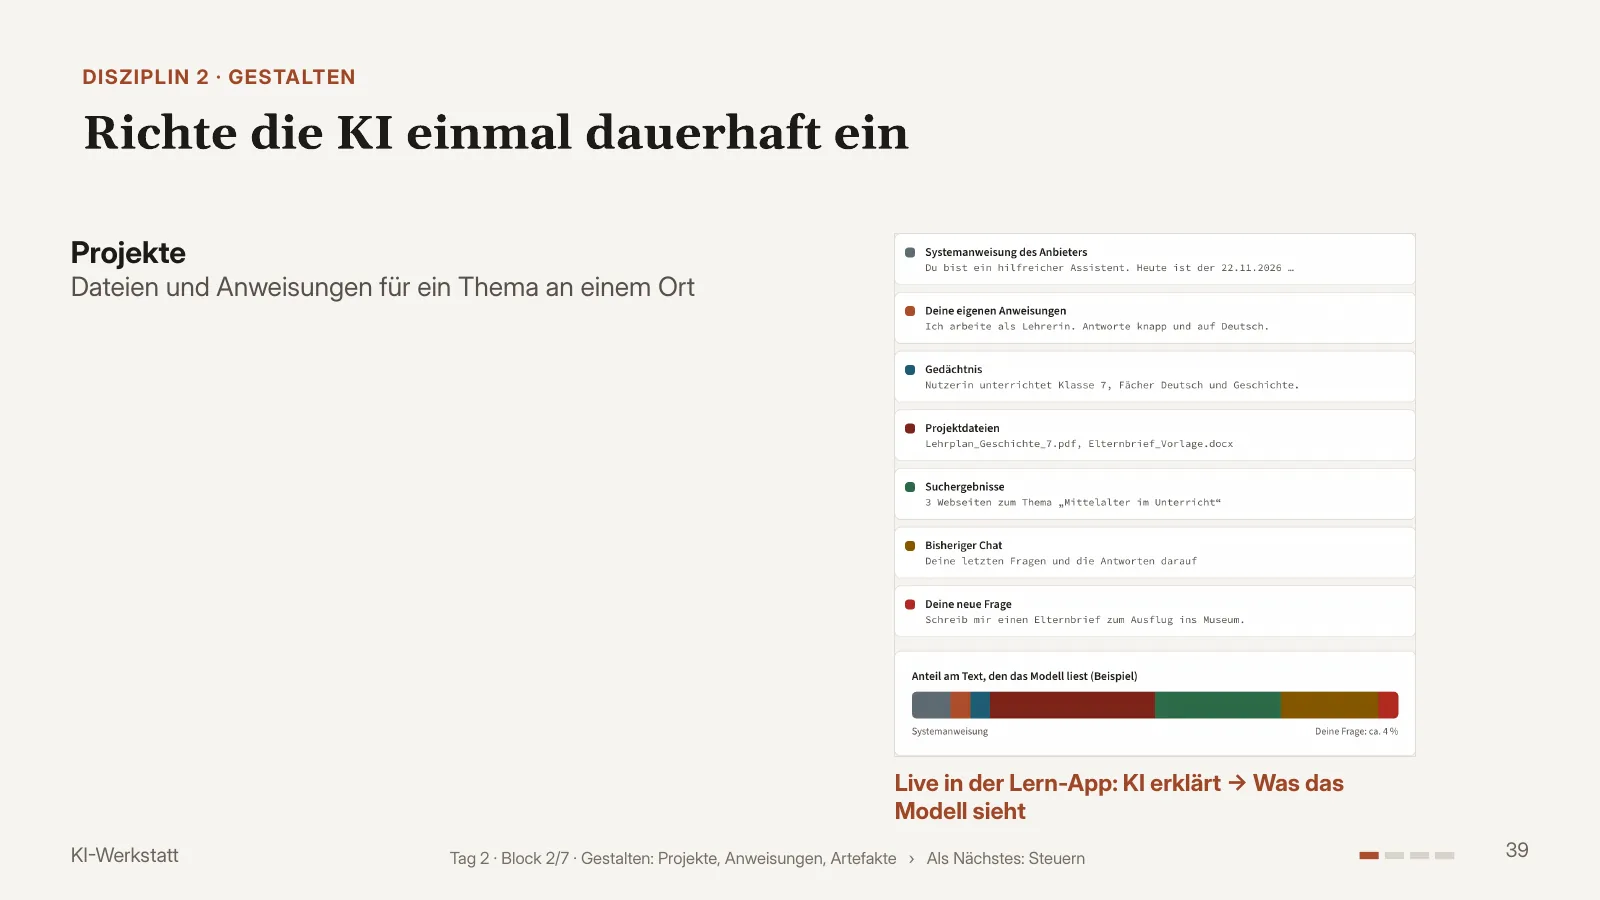 DISZIPLIN 2 · GESTALTEN
Richte die KI einmal dauerhaft ein
Projekte
Dateien und Anweisungen für ein Thema an einem Ort
Systemanweisung des Anbieters
Du bist ein hilfreicher Assistent. Heute ist der 22.11.2026 …
Deine eigenen Anweisungen
Ich arbeite als Lehrerin. Antworte knapp und auf Deutsch.
Gedächtnis
Nutzerin unterrichtet Klasse 7, Fächer Deutsch und Geschichte.
Projektdateien
Lehrplan_Geschichte_7.pdf, Elternbrief_Vorlage.docx
Suchergebnisse
3 Webseiten zum Thema „Mittelalter im Unterricht“
Bisheriger Chat
Deine letzten Fragen und die Antworten darauf
Deine neue Frage
Schreib mir einen Elternbrief zum Ausflug ins Museum.
Anteil am Text, den das Modell liest (Beispiel)
Systemanweisung
Deine Frage: ca. 4 %
Live in der Lern-App: KI erklärt → Was das
Modell sieht
KI-Werkstatt
Tag 2 · Block 2/7 · Gestalten: Projekte, Anweisungen, Artefakte › Als Nächstes: Steuern
39